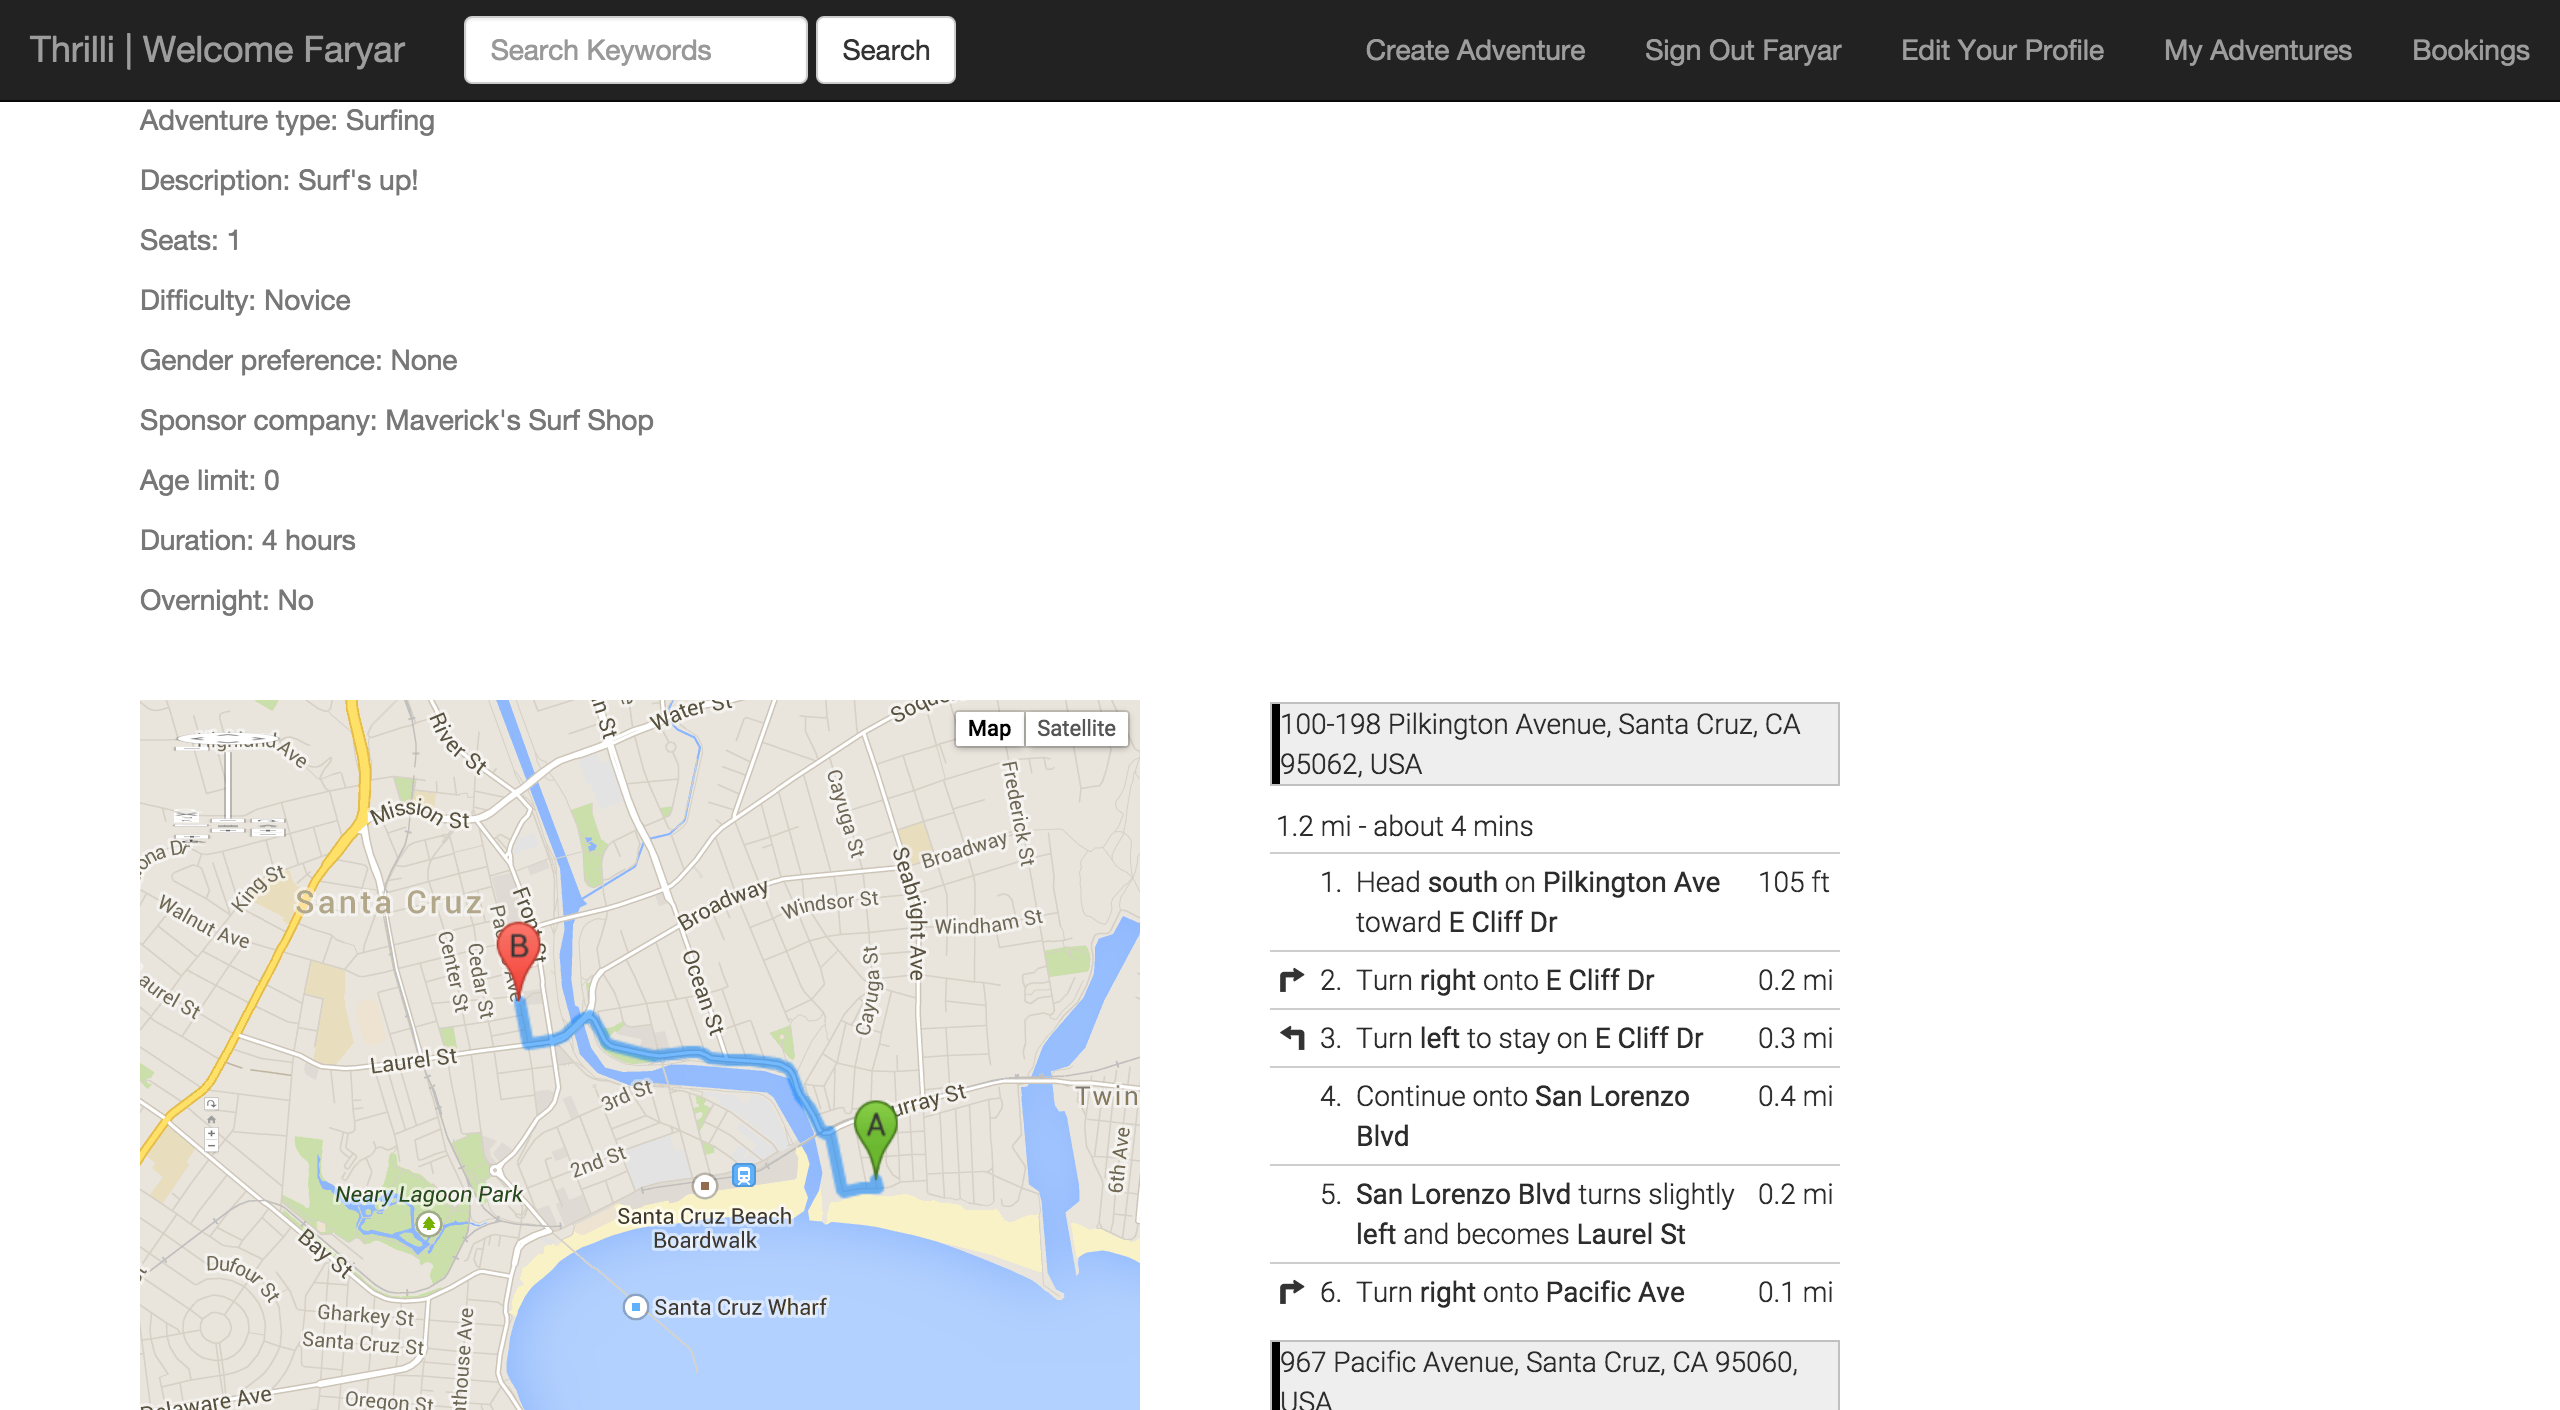 Thrilli | Welcome Faryar
Search Keywords
Search
Create Adventure
Sign Out Faryar
Edit Your Profile
My Adventures
Bookings
Adventure type: Surfing
Description: Surf's up!
Seats: 1
Difficulty: Novice
Gender preference: None
Sponsor company: Maverick's Surf Shop
Age limit: 0
Duration: 4 hours
Overnight: No
Map
Satellite
River St
Water St
Mission St
King St
Walnut Ave
Santa Cruz
Front St
Center St
Cedar St
B
Laurel St
Broadway
Ocean St
Cayuga St
Frederick St
Broadway
Seabright Ave
Windsor St
Windham St
Cayuga St
3rd St
A
2nd St
6th Ave
Neary Lagoon Park
Santa Cruz Beach
Boardwalk
Bay St
Dufour St
Gharkey St
Santa Cruz St
Santa Cruz Wharf
Oregon St
100-198 Pilkington Avenue, Santa Cruz, CA
95062, USA
1.2 mi - about 4 mins
1. Head south on Pilkington Ave 105 ft
toward E Cliff Dr
2. Turn right onto E Cliff Dr 0.2 mi
3. Turn left to stay on E Cliff Dr 0.3 mi
4. Continue onto San Lorenzo 0.4 mi
Blvd
5. San Lorenzo Blvd turns slightly 0.2 mi
left and becomes Laurel St
6. Turn right onto Pacific Ave 0.1 mi
967 Pacific Avenue, Santa Cruz, CA 95060,
USA